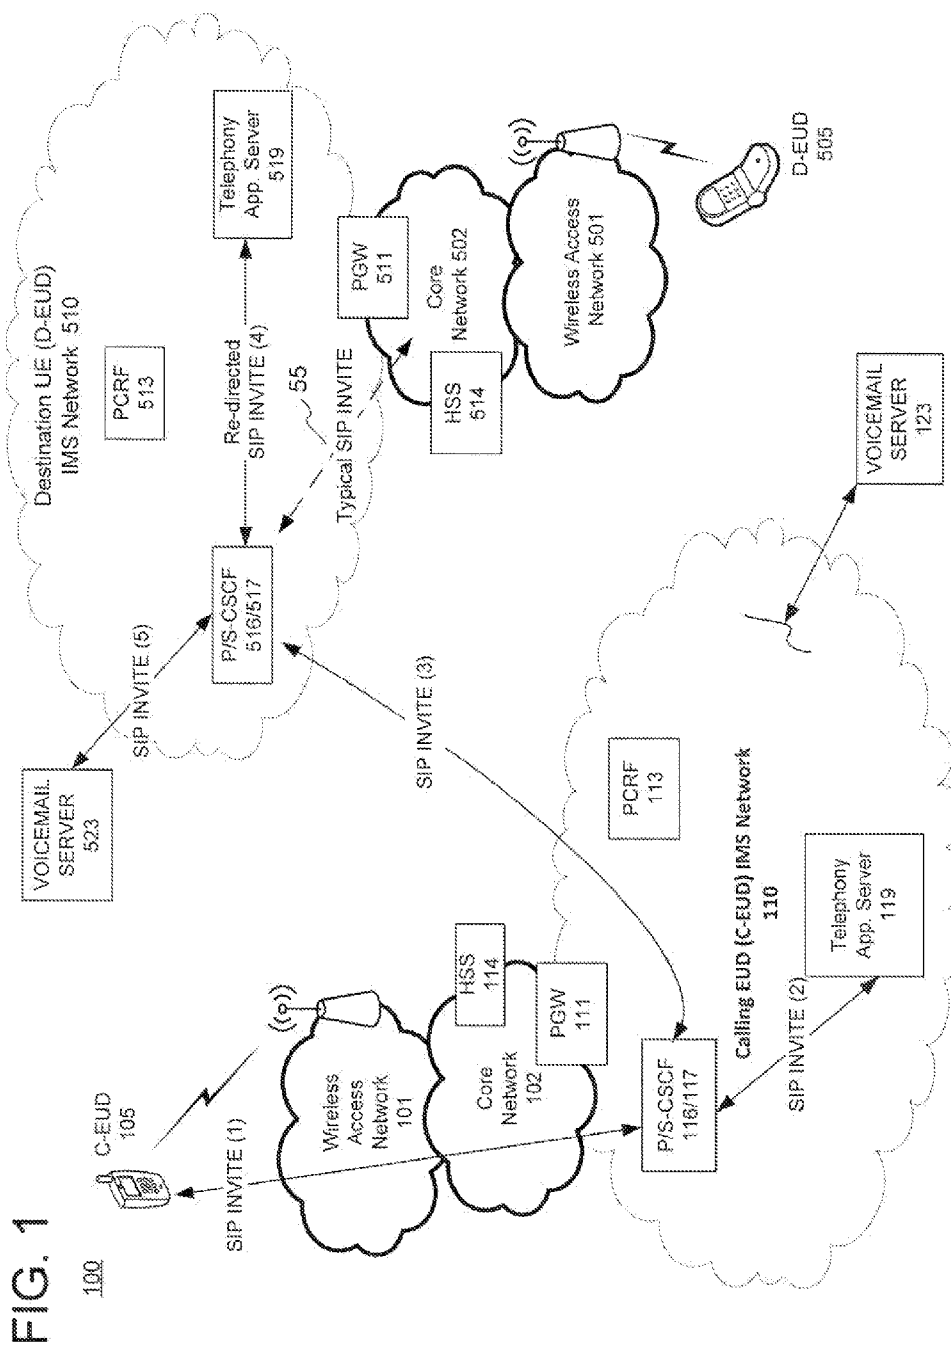 FIG. 1
100
C-EUD
105
SIP INVITE (1)
Wireless
Access
Network
101
Core
Network
102
HSS
114
PGW
111
P/S-CSCF
116/117
SIP INVITE (2)
Telephony
App. Server
119
Calling EUD (C-EUD) IMS Network
110
PCRF
113
VOICEMAIL
SERVER
123
SIP INVITE (3)
VOICEMAIL
SERVER
523
SIP INVITE (5)
P/S-CSCF
516/517
Destination UE (D-EUD)
IMS Network 510
PCRF
513
Re-directed
SIP INVITE (4)
55
Typical SIP INVITE
Telephony
App. Server
519
PGW
511
Core
Network 502
HSS
514
Wireless Access
Network 501
D-EUD
505